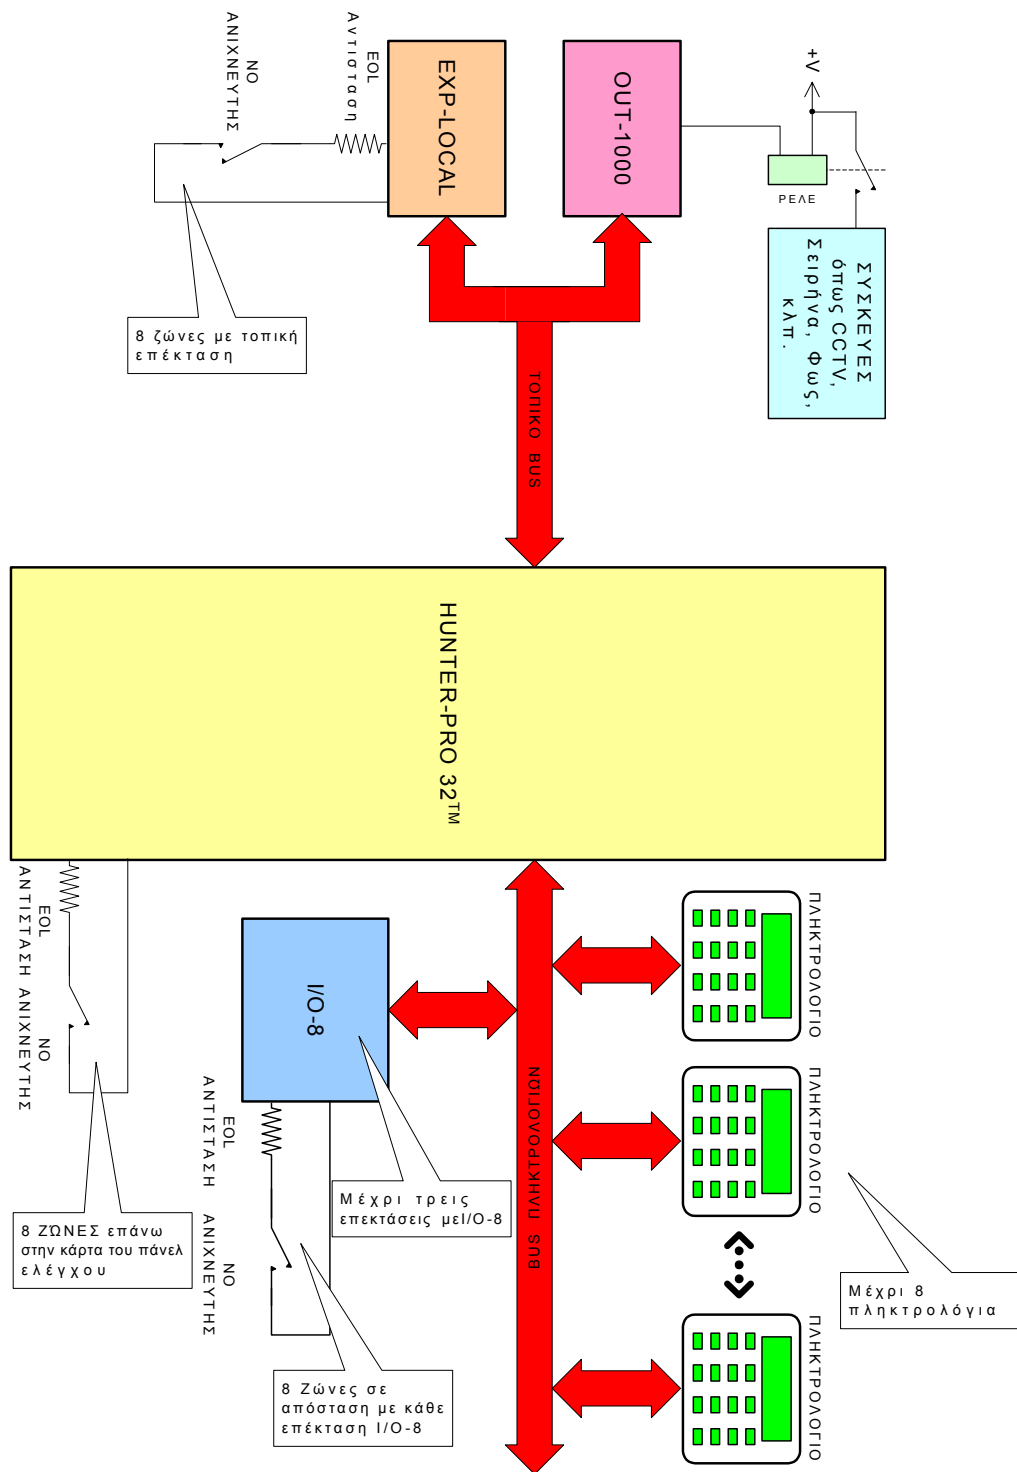 +V
ΡΕΛΕ
ΣΥΣΚΕΥΕΣ
όπως CCTV,
Σειρήνα, Φως,
κλπ.
OUT-1000
EXP-LOCAL
EOL
Αντισταση
NO
ΑΝΙΧΝΕΥΤΗΣ
8 ζώνες με τοπική
επέκταση
ΤΟΠΙΚΟ BUS
HUNTER-PRO 32TM
EOL
ΑΝΤΙΣΤΑΣΗ
NO
ΑΝΙΧΝΕΥΤΗΣ
8 ΖΏΝΕΣ επάνω
στην κάρτα του πάνελ
ελέγχου
I/O-8
EOL
ΑΝΤΙΣΤΑΣΗ
NO
ΑΝΙΧΝΕΥΤΗΣ
Μέχρι τρεις
επεκτάσεις μεI/O-8
8 Ζώνες σε
απόσταση με κάθε
επέκταση I/O-8
BUS ΠΛΗΚΤΡΟΛΟΓΙΩΝ
ΠΛΗΚΤΡΟΛΟΓΙΟ
ΠΛΗΚΤΡΟΛΟΓΙΟ
ΠΛΗΚΤΡΟΛΟΓΙΟ
Μέχρι 8
πληκτρολόγια